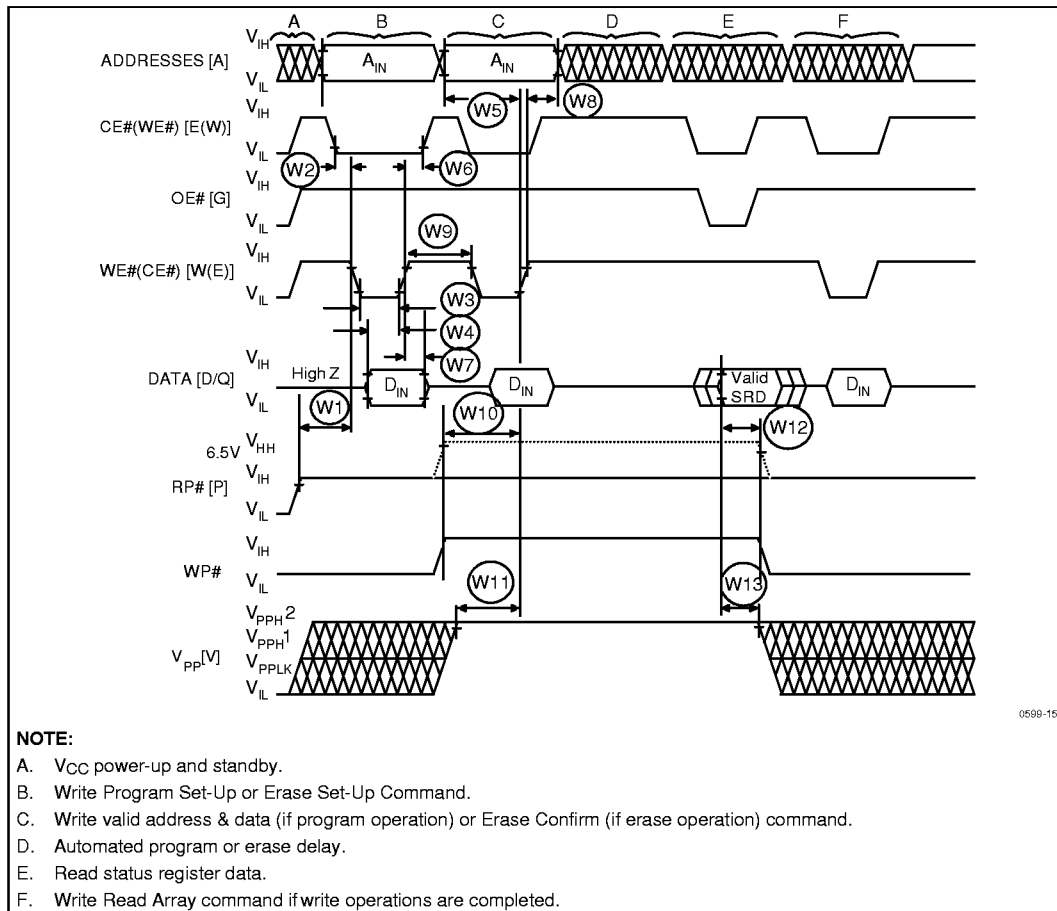 A B C D E F
V_IH
ADDRESSES [A] A_IN A_IN
V_IL
W5 W8
V_IH
CE#(WE#) [E(W)]
V_IL
W2 W6
V_IH
OE# [G]
V_IL
W9
V_IH
WE#(CE#) [W(E)]
V_IL
W3
W4
W7
V_IH
DATA [D/Q] High Z D_IN D_IN Valid SRD D_IN
V_IL
W1 W10 W12
6.5V V_HH
V_IH
RP# [P]
V_IL
V_IH
WP#
V_IL
W11 W13
V_PPH 2
V_PPH 1
V_PP [V] V_PPLK
V_IL
0599-15
NOTE:
A. V_CC power-up and standby.
B. Write Program Set-Up or Erase Set-Up Command.
C. Write valid address & data (if program operation) or Erase Confirm (if erase operation) command.
D. Automated program or erase delay.
E. Read status register data.
F. Write Read Array command if write operations are completed.